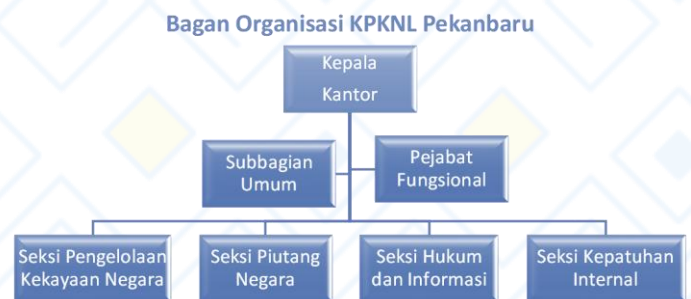 Bagan Organisasi KPKNL Pekanbaru
Kepala
Kantor
Subbagian
Umum
Pejabat
Fungsional
Seksi Pengelolaan
Kekayaan Negara
Seksi Piutang
Negara
Seksi Hukum
dan Informasi
Seksi Kepatuhan
Internal